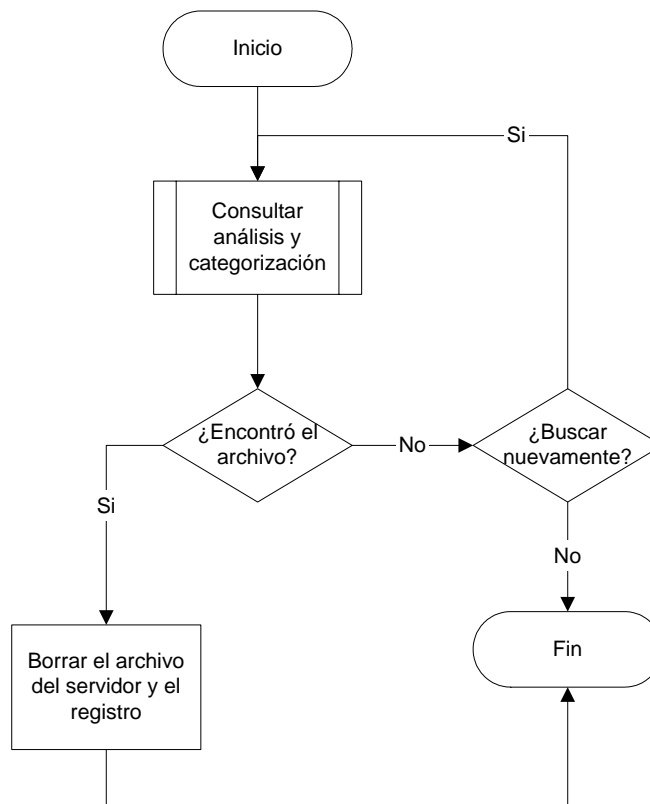 Inicio
Si
Consultar
análisis y
categorización
¿Encontró el
archivo?
No
¿Buscar
nuevamente?
Si
No
Borrar el archivo
del servidor y el
registro
Fin